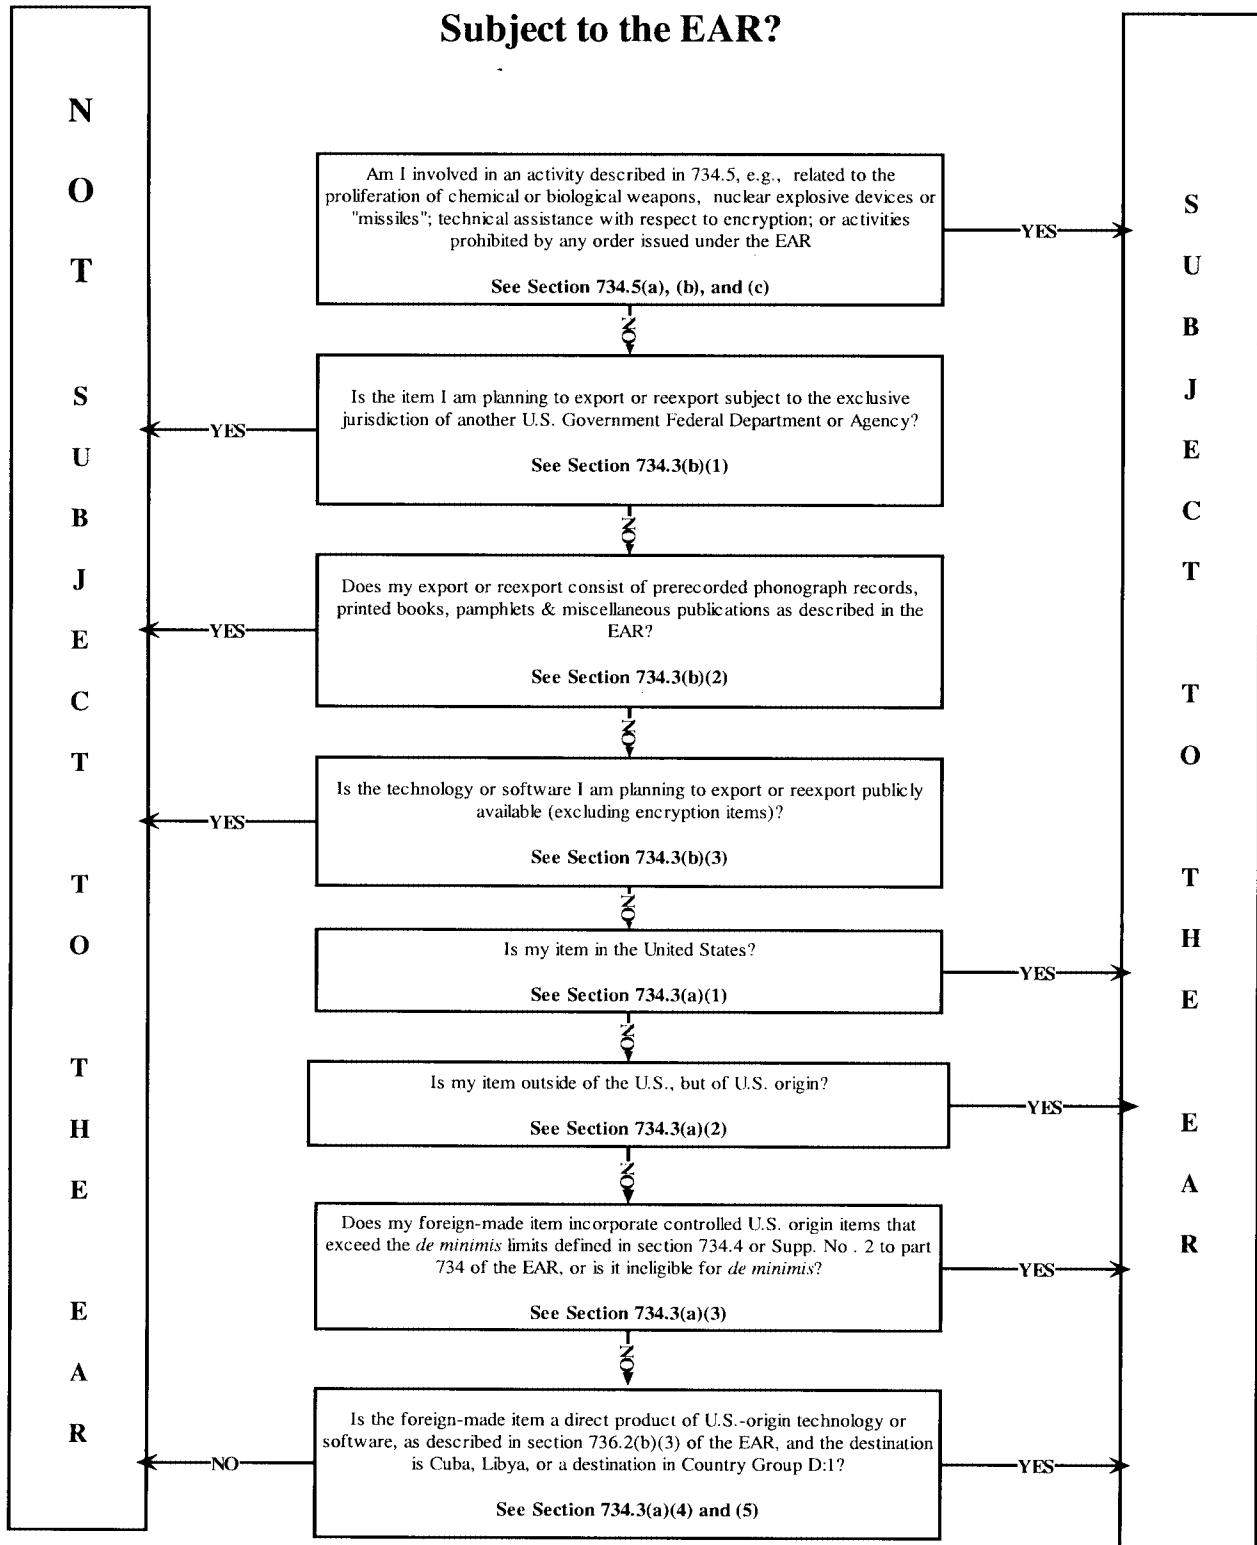 Subject to the EAR?
N
O
T
S
U
B
J
E
C
T
T
O
T
H
E
E
A
R
Am I involved in an activity described in 734.5, e.g., related to the
proliferation of chemical or biological weapons, nuclear explosive devices or
"missiles"; technical assistance with respect to encryption; or activities
prohibited by any order issued under the EAR
See Section 734.5(a), (b), and (c)
YES
NO
Is the item I am planning to export or reexport subject to the exclusive
jurisdiction of another U.S. Government Federal Department or Agency?
See Section 734.3(b)(1)
YES
NO
Does my export or reexport consist of prerecorded phonograph records,
printed books, pamphlets & miscellaneous publications as described in the
EAR?
See Section 734.3(b)(2)
YES
NO
Is the technology or software I am planning to export or reexport publicly
available (excluding encryption items)?
See Section 734.3(b)(3)
YES
NO
Is my item in the United States?
See Section 734.3(a)(1)
YES
NO
Is my item outside of the U.S., but of U.S. origin?
See Section 734.3(a)(2)
YES
NO
Does my foreign-made item incorporate controlled U.S. origin items that
exceed the de minimis limits defined in section 734.4 or Supp. No . 2 to part
734 of the EAR, or is it ineligible for de minimis?
See Section 734.3(a)(3)
YES
NO
Is the foreign-made item a direct product of U.S.-origin technology or
software, as described in section 736.2(b)(3) of the EAR, and the destination
is Cuba, Libya, or a destination in Country Group D:1?
See Section 734.3(a)(4) and (5)
NO
YES
S
U
B
J
E
C
T
T
O
T
H
E
E
A
R